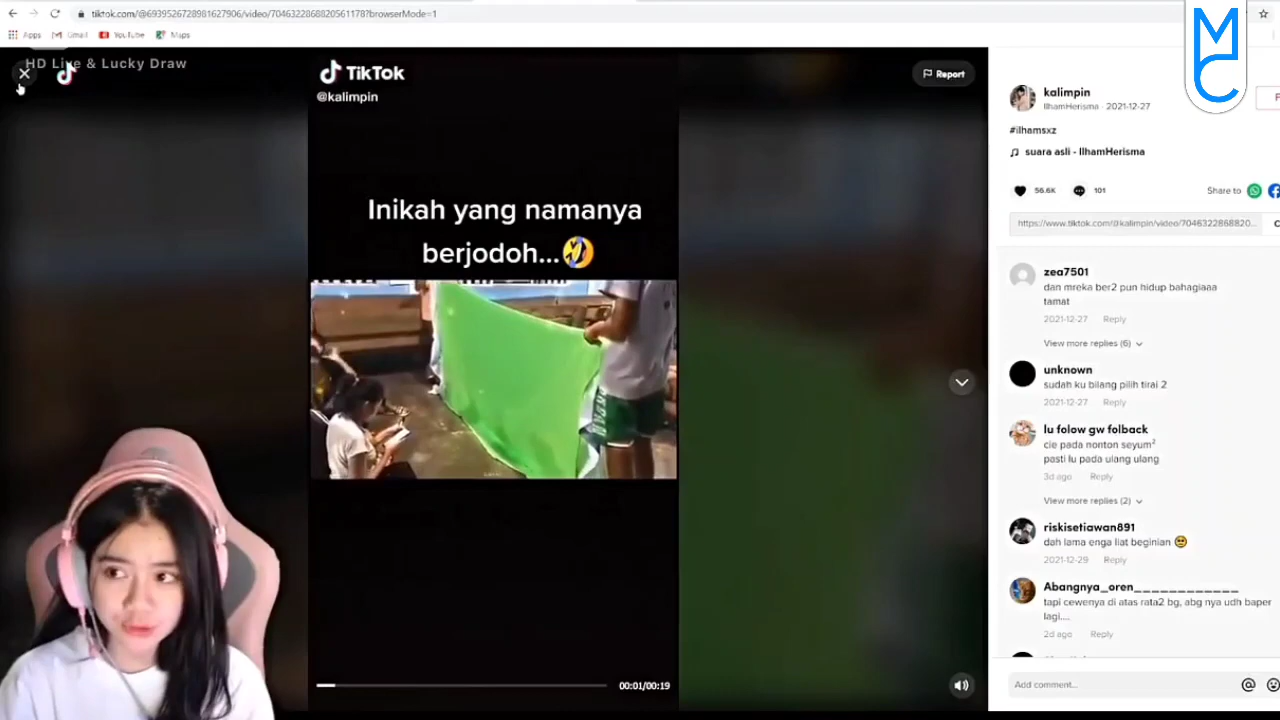 tiktok.com/@6939526728981627906/video/7046322868820561178?browserMode=1
Apps
Gmail
YouTube
Maps
HD Live & Lucky Draw
TikTok
@kalimpin
Report
Inikah yang namanya
berjodoh...🤣
00:01/00:19
MC
kalimpin
IlhamHerisma · 2021-12-27
#ilhamsxz
suara asli - IlhamHerisma
56.6K
101
Share to
https://www.tiktok.com/@kalimpin/video/7046322868820...
zea7501
dan mreka ber2 pun hidup bahagiaaa
tamat
2021-12-27 Reply
View more replies (6)
unknown
sudah ku bilang pilih tirai 2
2021-12-27 Reply
lu folow gw folback
cie pada nonton seyum²
pasti lu pada ulang ulang
3d ago Reply
View more replies (2)
riskisetiawan891
dah lama enga liat beginian 🥺
2021-12-29 Reply
Abangnya_oren_____________
tapi cewenya di atas rata2 bg, abg nya udh baper
lagi....
2d ago Reply
Add comment...